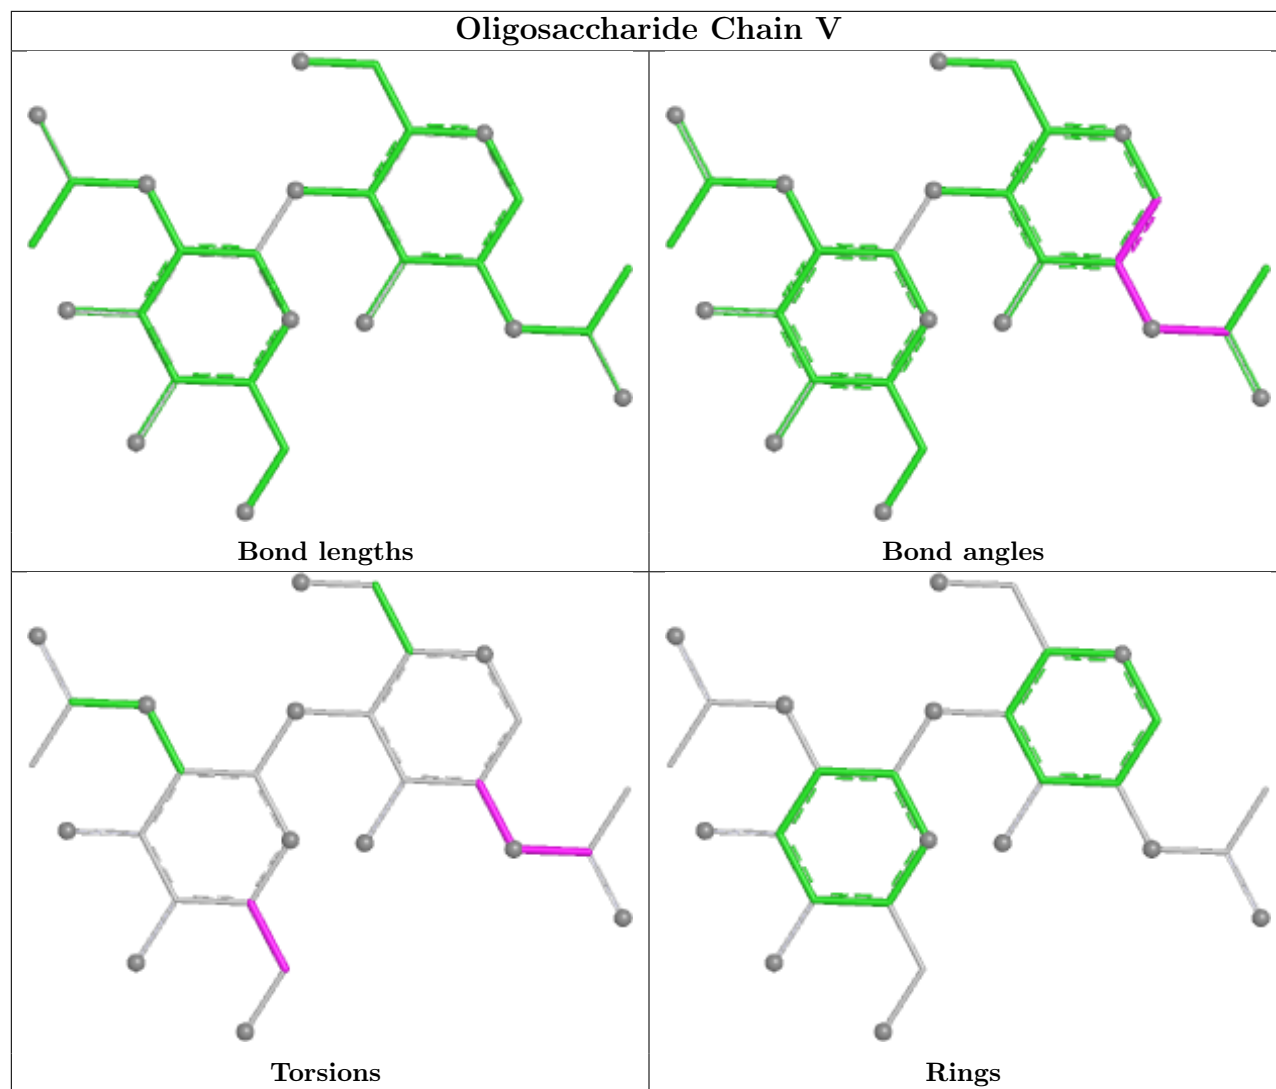 Oligosaccharide Chain V
Bond lengths
Bond angles
Torsions
Rings